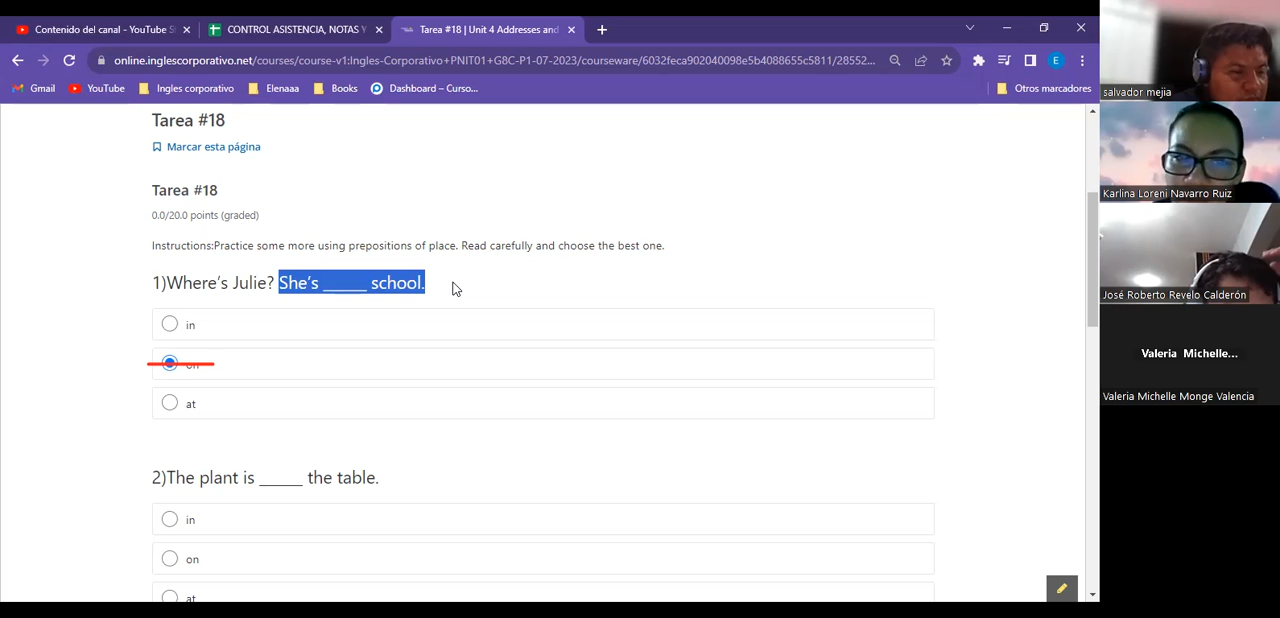 Contenido del canal - YouTube S
CONTROL ASISTENCIA, NOTAS Y
Tarea #18 | Unit 4 Addresses and
online.inglescorporativo.net/courses/course-v1:Ingles-Corporativo+PNIT01+G8C-P1-07-2023/courseware/6032feca902040098e5b4088655c5811/28552...
E
Gmail
YouTube
Ingles corporativo
Elenaaa
Books
Dashboard – Curso...
Otros marcadores
Tarea #18
Marcar esta página
Tarea #18
0.0/20.0 points (graded)
Instructions:Practice some more using prepositions of place. Read carefully and choose the best one.
1)Where's Julie? She's _____ school.
in
on
at
2)The plant is _____ the table.
in
on
at
salvador mejia
Karlina Loreni Navarro Ruiz
José Roberto Revelo Calderón
Valeria Michelle...
Valeria Michelle Monge Valencia